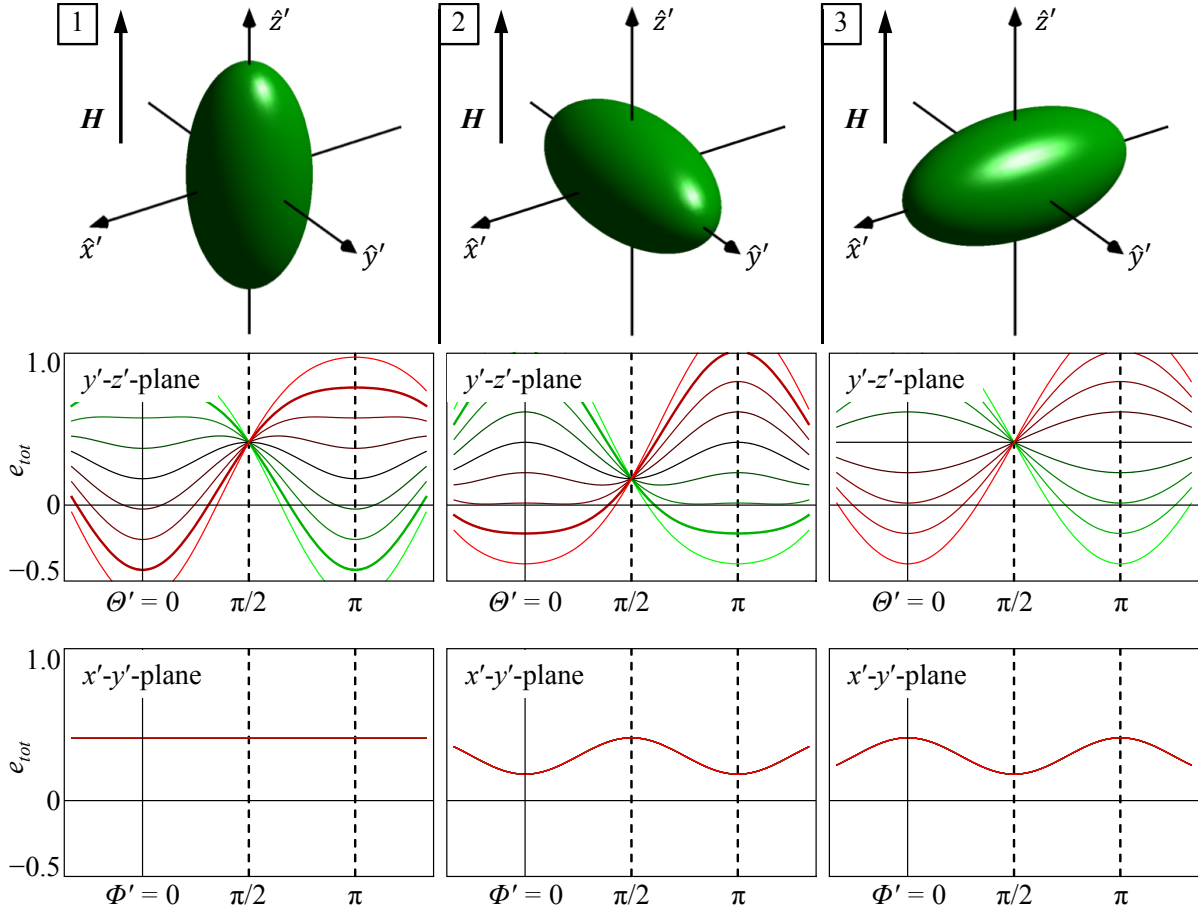 1 ẑ′ 2 ẑ′ 3 ẑ′
H H H
x̂′ ŷ′ x̂′ ŷ′ x̂′ ŷ′
1.0
y′-z′-plane y′-z′-plane y′-z′-plane
e_tot
0
−0.5
Θ′ = 0 π/2 π Θ′ = 0 π/2 π Θ′ = 0 π/2 π
1.0
x′-y′-plane x′-y′-plane x′-y′-plane
e_tot
0
−0.5
Φ′ = 0 π/2 π Φ′ = 0 π/2 π Φ′ = 0 π/2 π